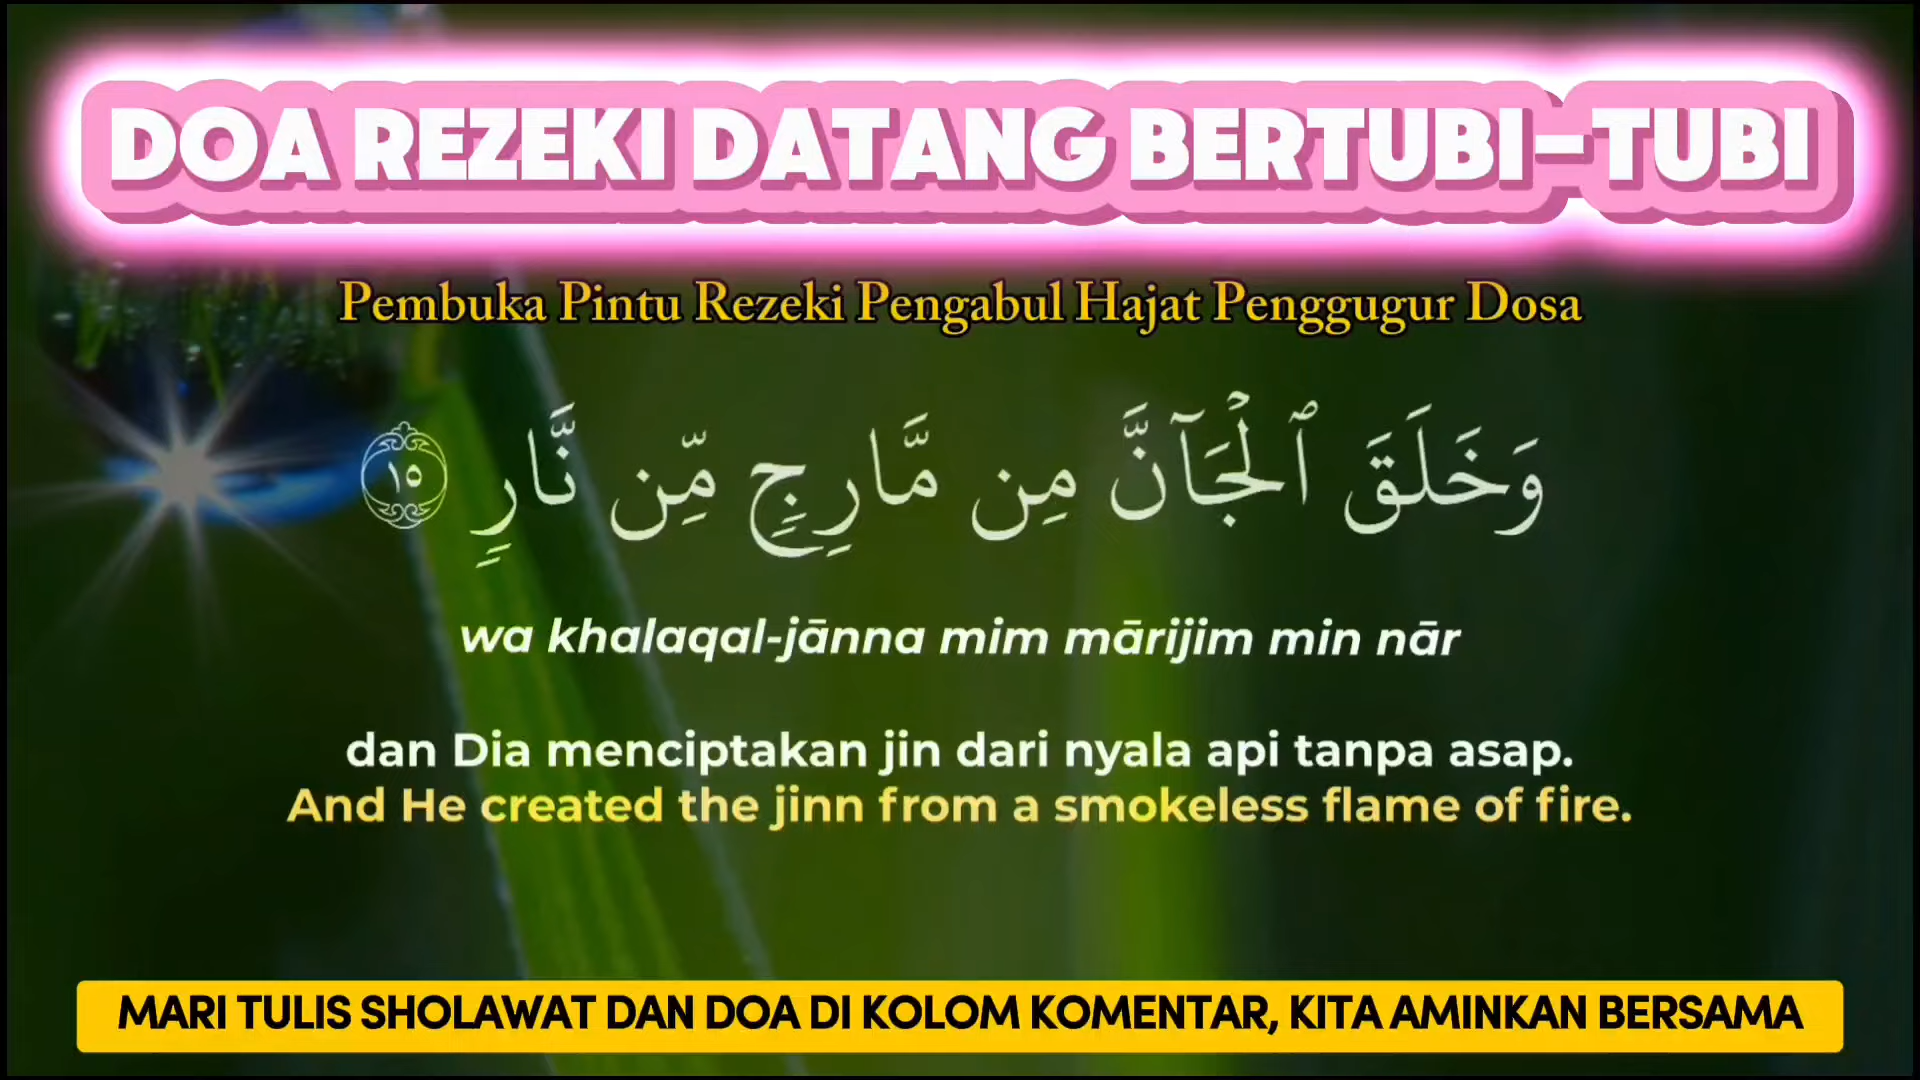 DOA REZEKI DATANG BERTUBI-TUBI
Pembuka Pintu Rezeki Pengabul Hajat Penggugur Dosa
وَخَلَقَ ٱلْجَآنَّ مِن مَّارِجٍ مِّن نَّارٍ ١٥
wa khalaqal-jānna mim mārijim min nār
dan Dia menciptakan jin dari nyala api tanpa asap.
And He created the jinn from a smokeless flame of fire.
MARI TULIS SHOLAWAT DAN DOA DI KOLOM KOMENTAR, KITA AMINKAN BERSAMA